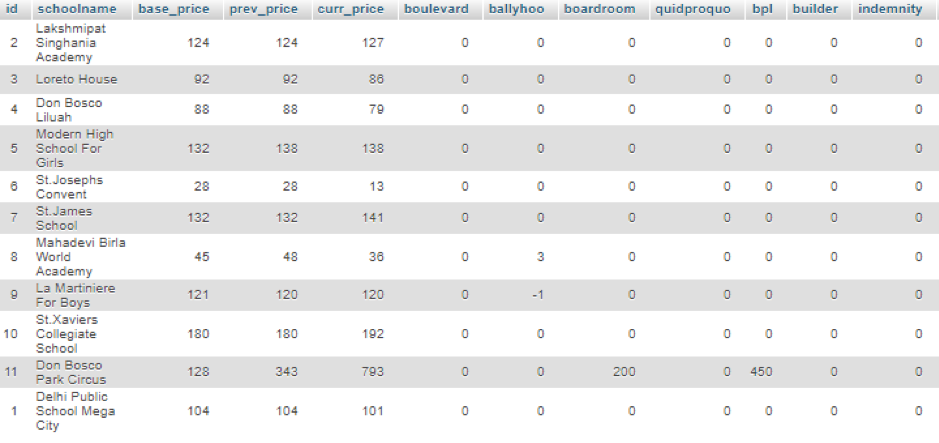 id schoolname base_price prev_price curr_price boulevard ballyhoo boardroom quidproquo bpl builder indemnity
Lakshmipat
2 Singhania 124 124 127 0 0 0 0 0 0 0
Academy
3 Loreto House 92 92 86 0 0 0 0 0 0 0
Don Bosco
4 88 88 79 0 0 0 0 0 0 0
Liluah
Modern High
5 School For 132 138 138 0 0 0 0 0 0 0
Girls
St.Josephs
6 28 28 13 0 0 0 0 0 0 0
Convent
St.James
7 132 132 141 0 0 0 0 0 0 0
School
Mahadevi Birla
8 World 45 48 36 0 3 0 0 0 0 0
Academy
La Martiniere
9 121 120 120 0 -1 0 0 0 0 0
For Boys
St.Xaviers
10 Collegiate 180 180 192 0 0 0 0 0 0 0
School
Don Bosco
11 128 343 793 0 0 200 0 450 0 0
Park Circus
Delhi Public
1 School Mega 104 104 101 0 0 0 0 0 0 0
City